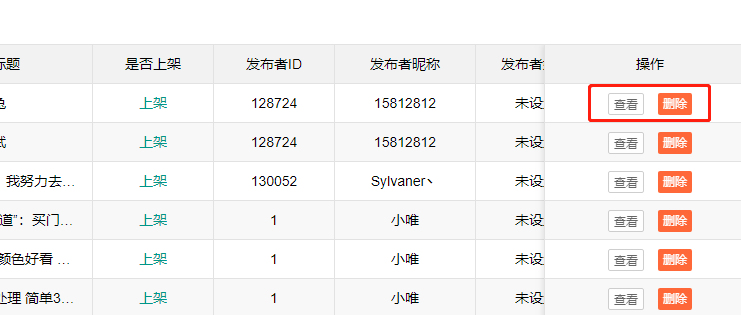 标题 是否上架 发布者ID 发布者昵称 发布者 操作
上架 128724 15812812 未设 查看 删除
试 上架 128724 15812812 未设 查看 删除
我努力去... 上架 130052 Sylvaner丶 未设 查看 删除
道”：买门... 上架 1 小唯 未设 查看 删除
颜色好看 ... 上架 1 小唯 未设 查看 删除
处理 简单3... 上架 1 小唯 未设 查看 删除